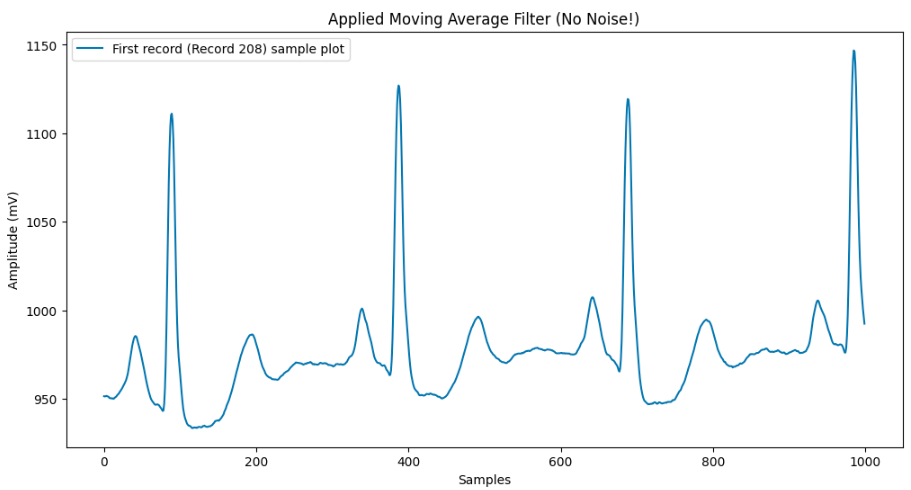 Applied Moving Average Filter (No Noise!)
First record (Record 208) sample plot
1150
1100
1050
1000
950
Amplitude (mV)
0 200 400 600 800 1000
Samples